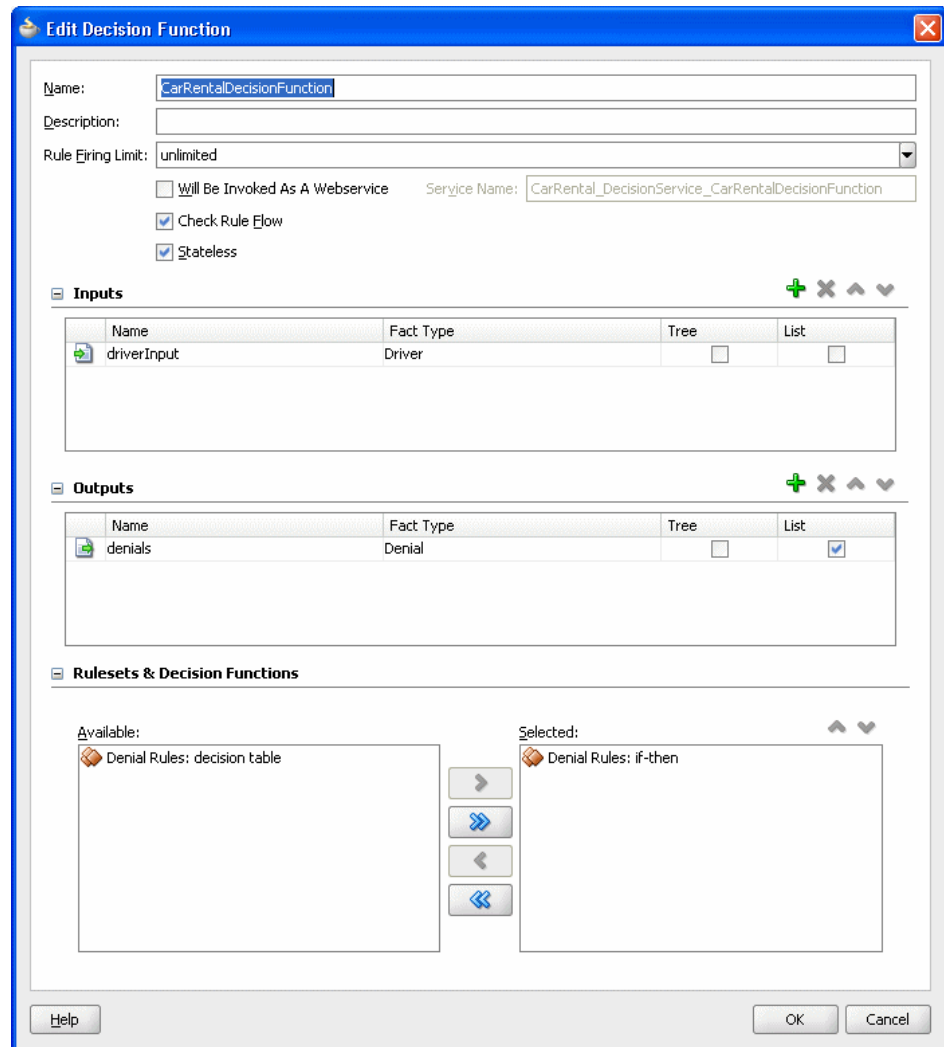 Edit Decision Function
Name: CarRentalDecisionFunction
Description:
Rule Firing Limit: unlimited
Will Be Invoked As A Webservice Service Name: CarRental_DecisionService_CarRentalDecisionFunction
Check Rule Flow
Stateless
Inputs
Name Fact Type Tree List
driverInput Driver
Outputs
Name Fact Type Tree List
denials Denial
Rulesets & Decision Functions
Available: Selected:
Denial Rules: decision table Denial Rules: if-then
Help OK Cancel